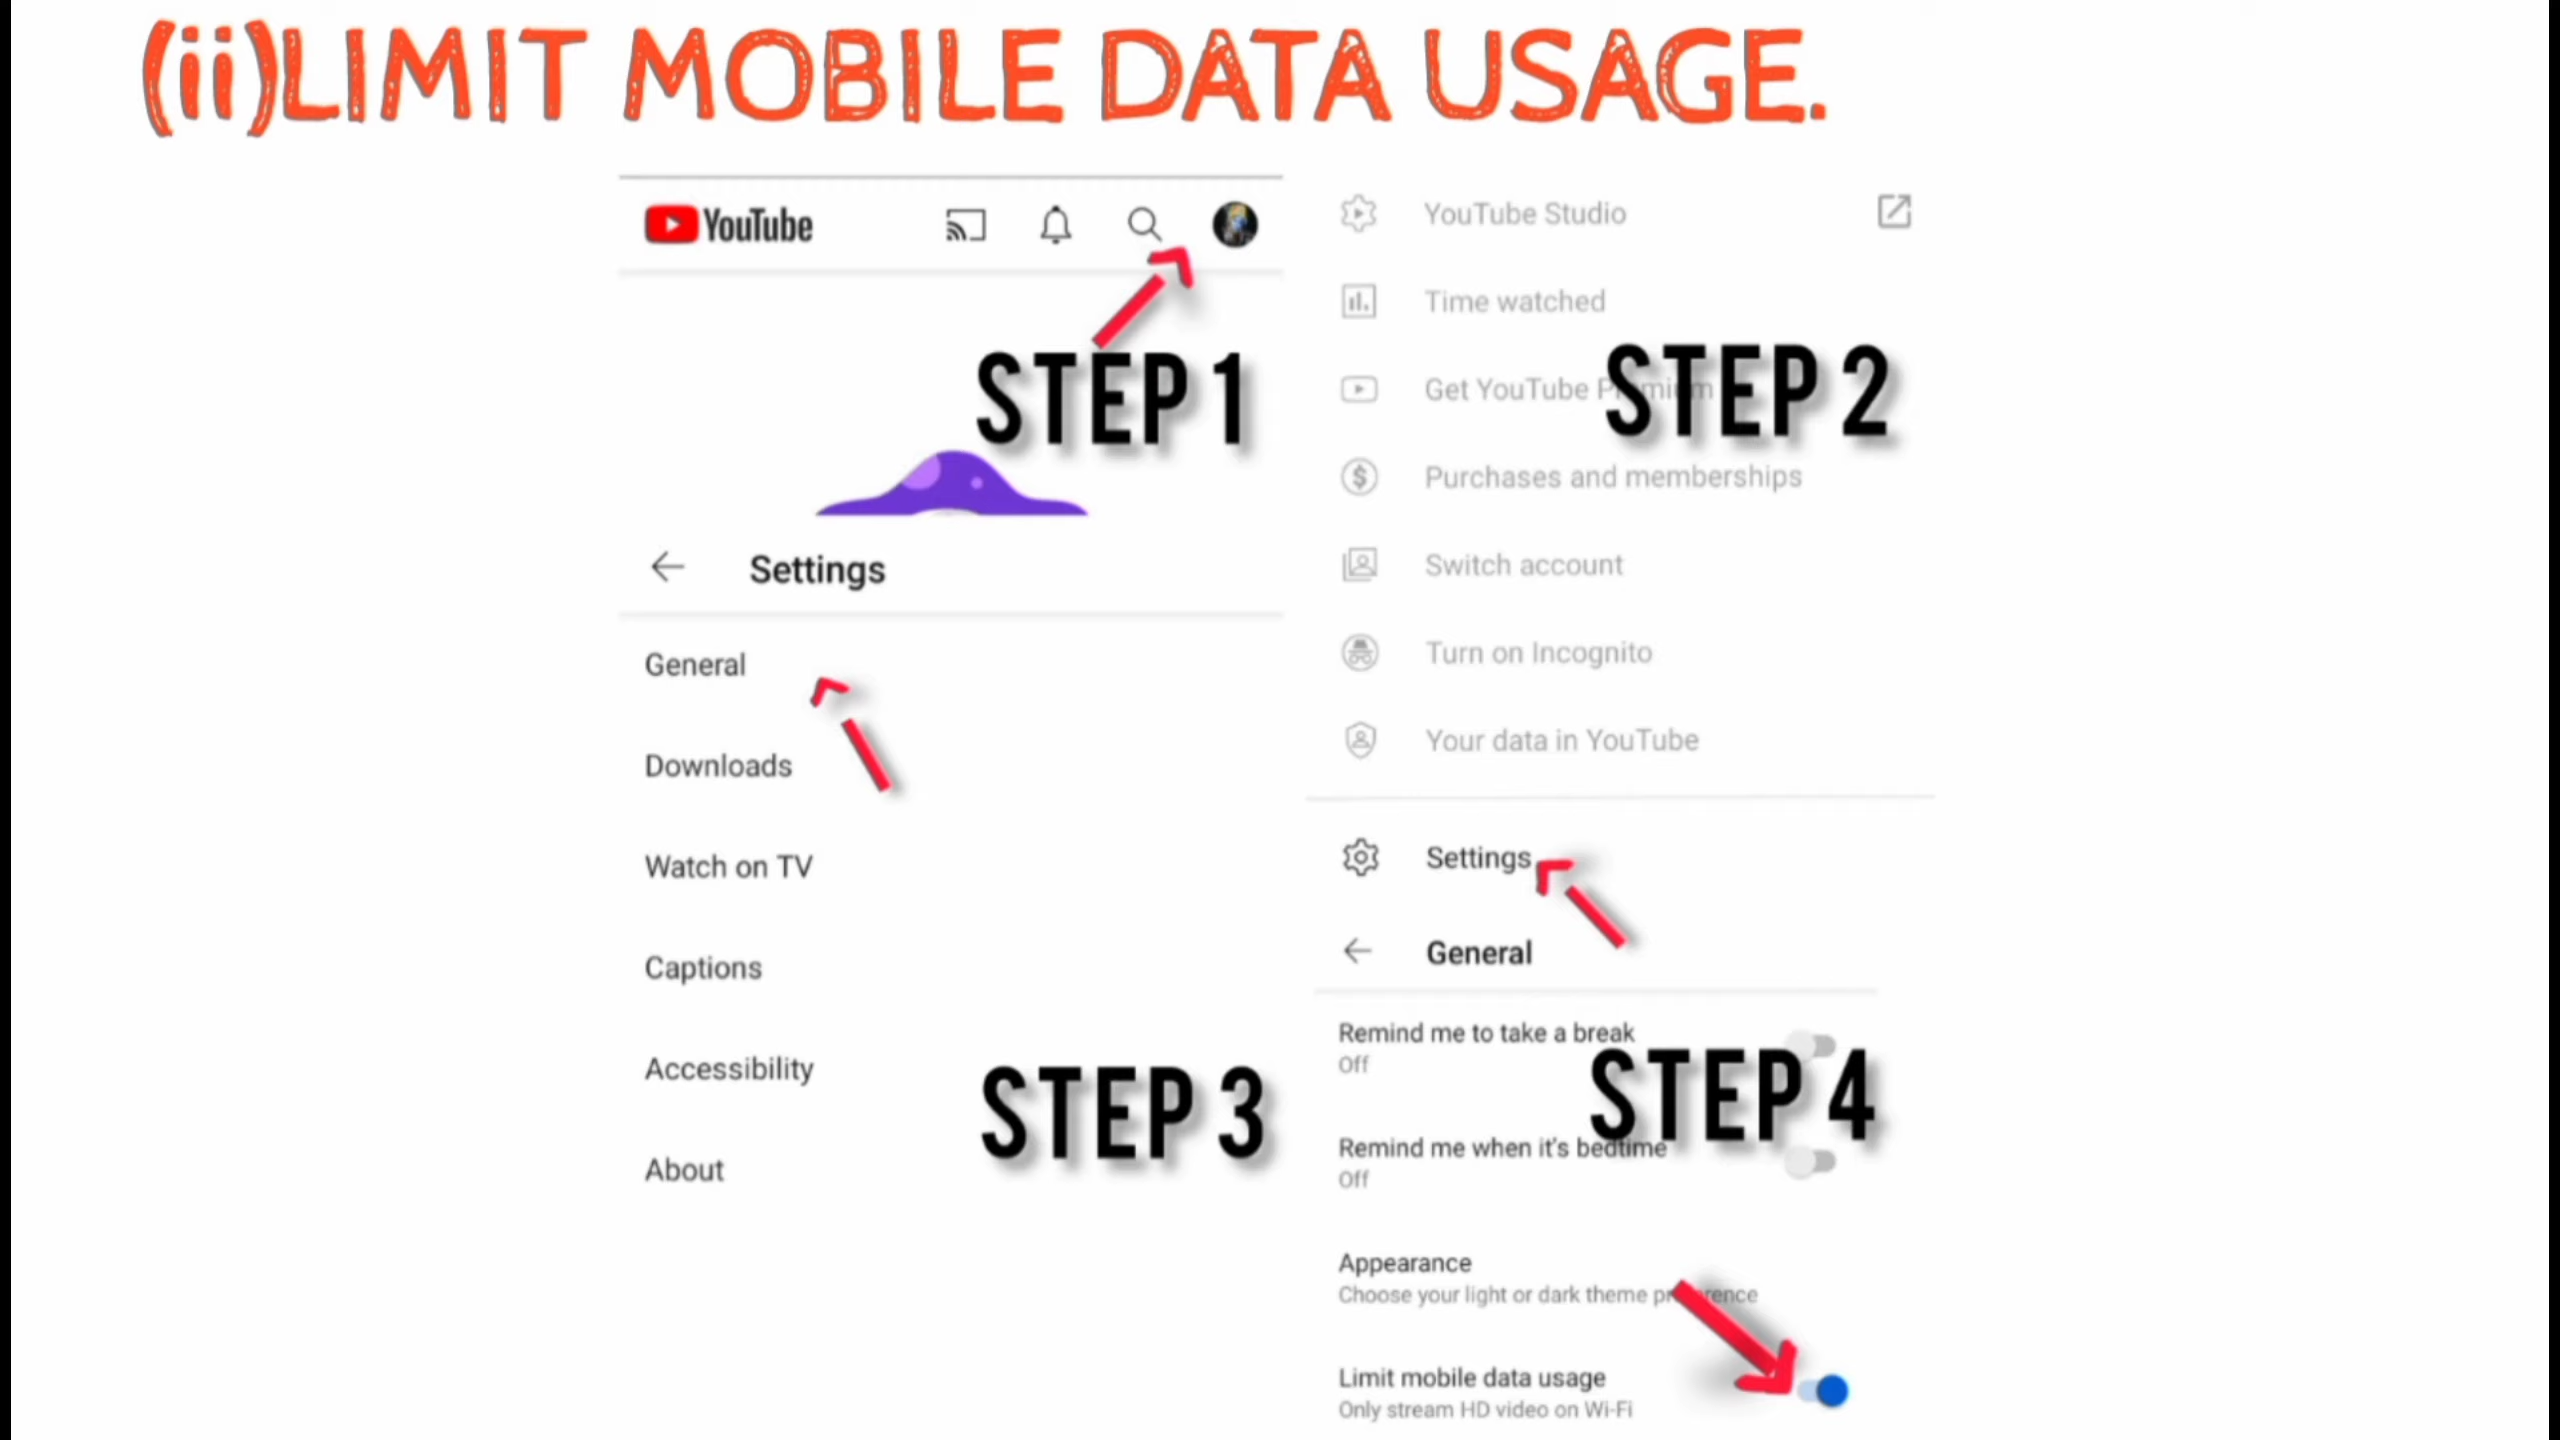 (ii)LIMIT MOBILE DATA USAGE.
YouTube
STEP 1
YouTube Studio
Time watched
Get YouTube Premium
STEP 2
Purchases and memberships
Switch account
Turn on Incognito
Your data in YouTube
Settings
Settings
General
Downloads
Watch on TV
Captions
Accessibility
About
STEP 3
General
Remind me to take a break
Off
STEP 4
Remind me when it's bedtime
Off
Appearance
Choose your light or dark theme preference
Limit mobile data usage
Only stream HD video on Wi-Fi